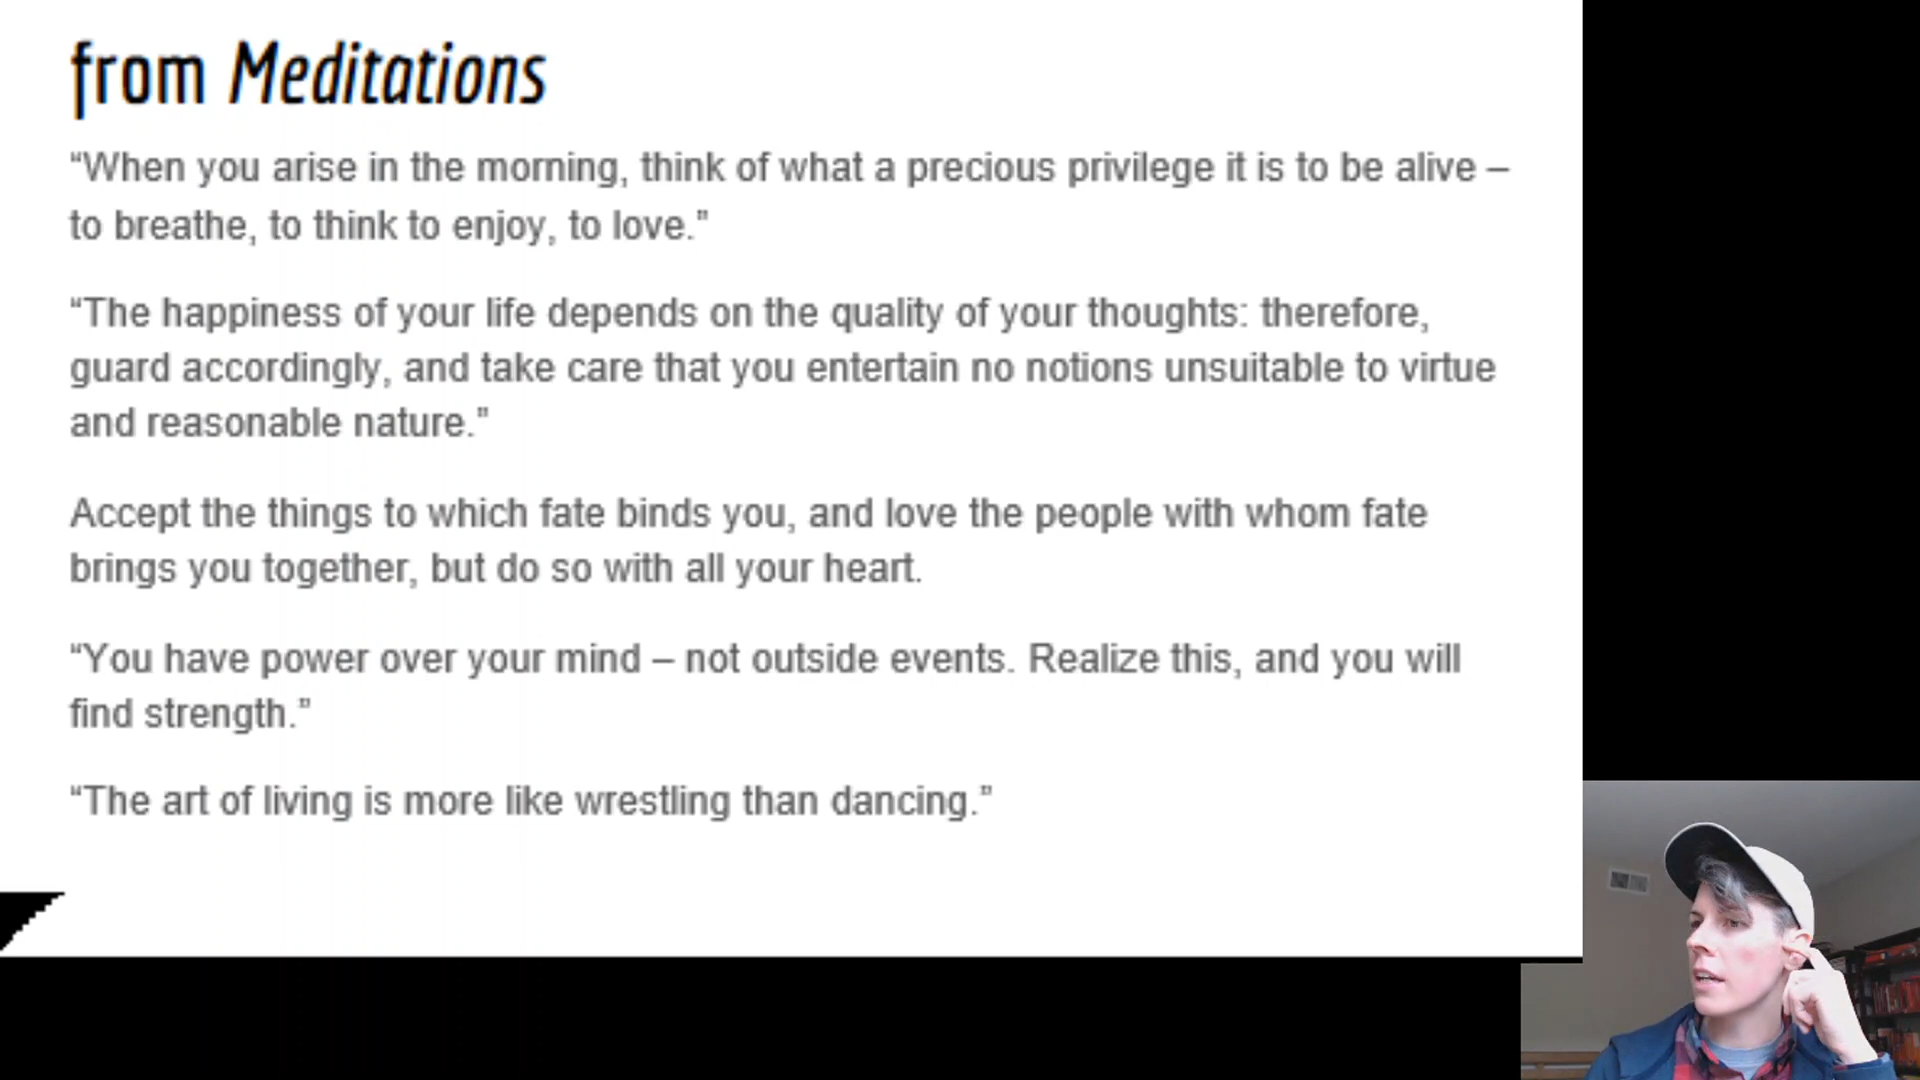 from Meditations
“When you arise in the morning, think of what a precious privilege it is to be alive –
to breathe, to think to enjoy, to love.”
“The happiness of your life depends on the quality of your thoughts: therefore,
guard accordingly, and take care that you entertain no notions unsuitable to virtue
and reasonable nature.”
Accept the things to which fate binds you, and love the people with whom fate
brings you together, but do so with all your heart.
“You have power over your mind – not outside events. Realize this, and you will
find strength.”
“The art of living is more like wrestling than dancing.”